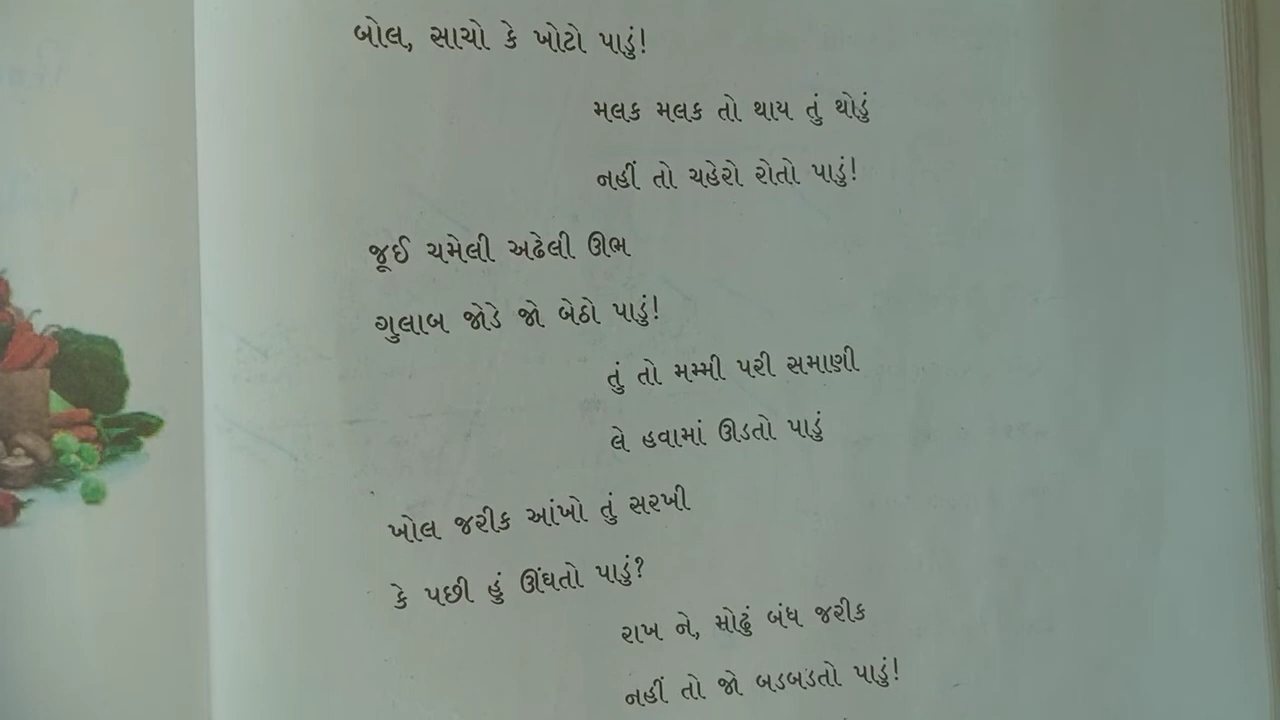 બોલ, સાચો કે ખોટો પાડું!
મલક મલક તો થાય તું થોડું
નહીં તો ચહેરો રોતો પાડું!
જૂઈ ચમેલી અઢેલી ઊભ
ગુલાબ જોડે જો બેઠો પાડું!
તું તો મમ્મી પરી સમાણી
લે હવામાં ઊડતો પાડું
ખોલ જરીક આંખો તું સરખી
કે પછી હું ઊંઘતો પાડું?
રાખ ને, મોઢું બંધ જરીક
નહીં તો જો બડબડતો પાડું!